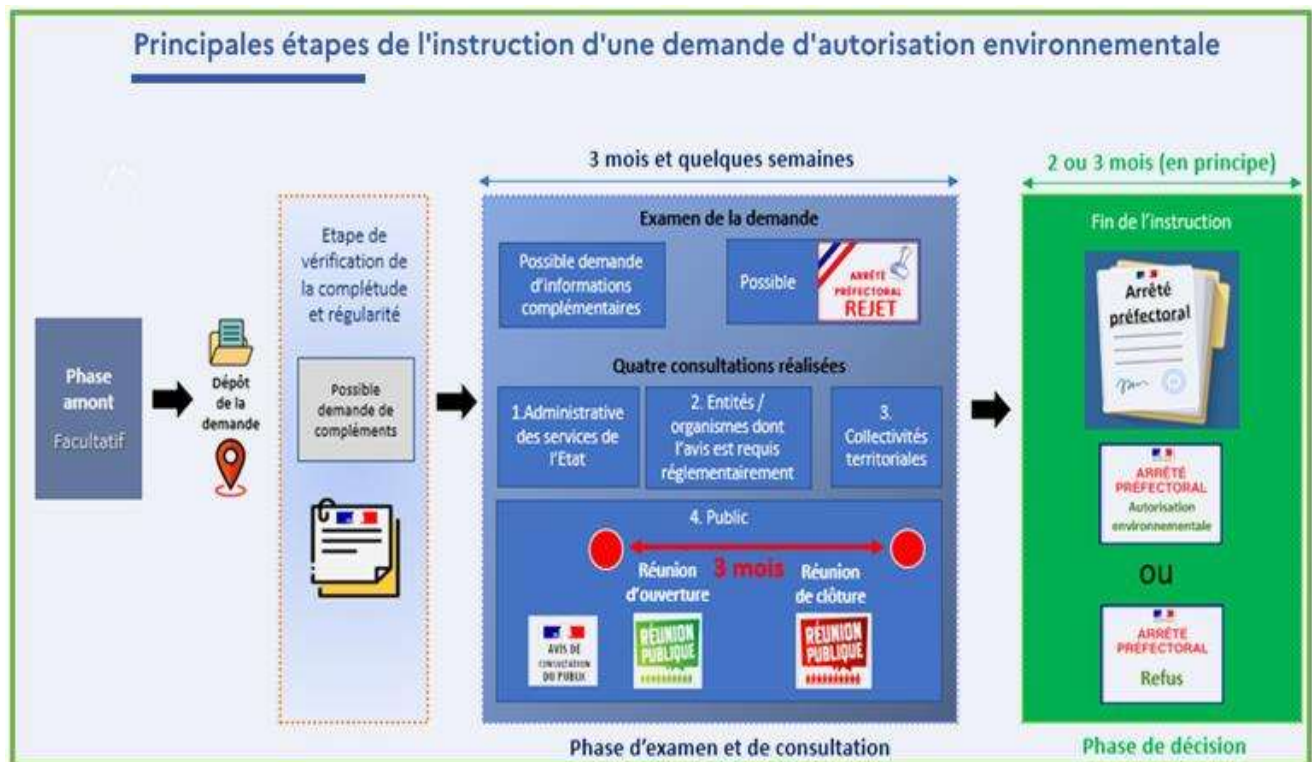 Principales étapes de l'instruction d'une demande d'autorisation environnementale
Phase
amont
Facultatif
Dépôt
de la
demande
Etape de
vérification de
la complétude
et régularité
Possible
demande de
compléments
3 mois et quelques semaines
Examen de la demande
Possible demande
d'informations
complémentaires
Possible
ARRÊTÉ
PRÉFECTORAL
REJET
Quatre consultations réalisées
1.Administrative
des services de
l'Etat
2. Entités /
organismes dont
l'avis est requis
réglementairement
3.
Collectivités
territoriales
4. Public
3 mois
Réunion
d'ouverture
Réunion
de clôture
AVIS DE
CONSULTATION
DU PUBLIC
RÉUNION
PUBLIQUE
RÉUNION
PUBLIQUE
Phase d'examen et de consultation
2 ou 3 mois (en principe)
Fin de l'instruction
Arrêté
préfectoral
ARRÊTÉ
PRÉFECTORAL
Autorisation
environnementale
ou
ARRÊTÉ
PRÉFECTORAL
Refus
Phase de décision